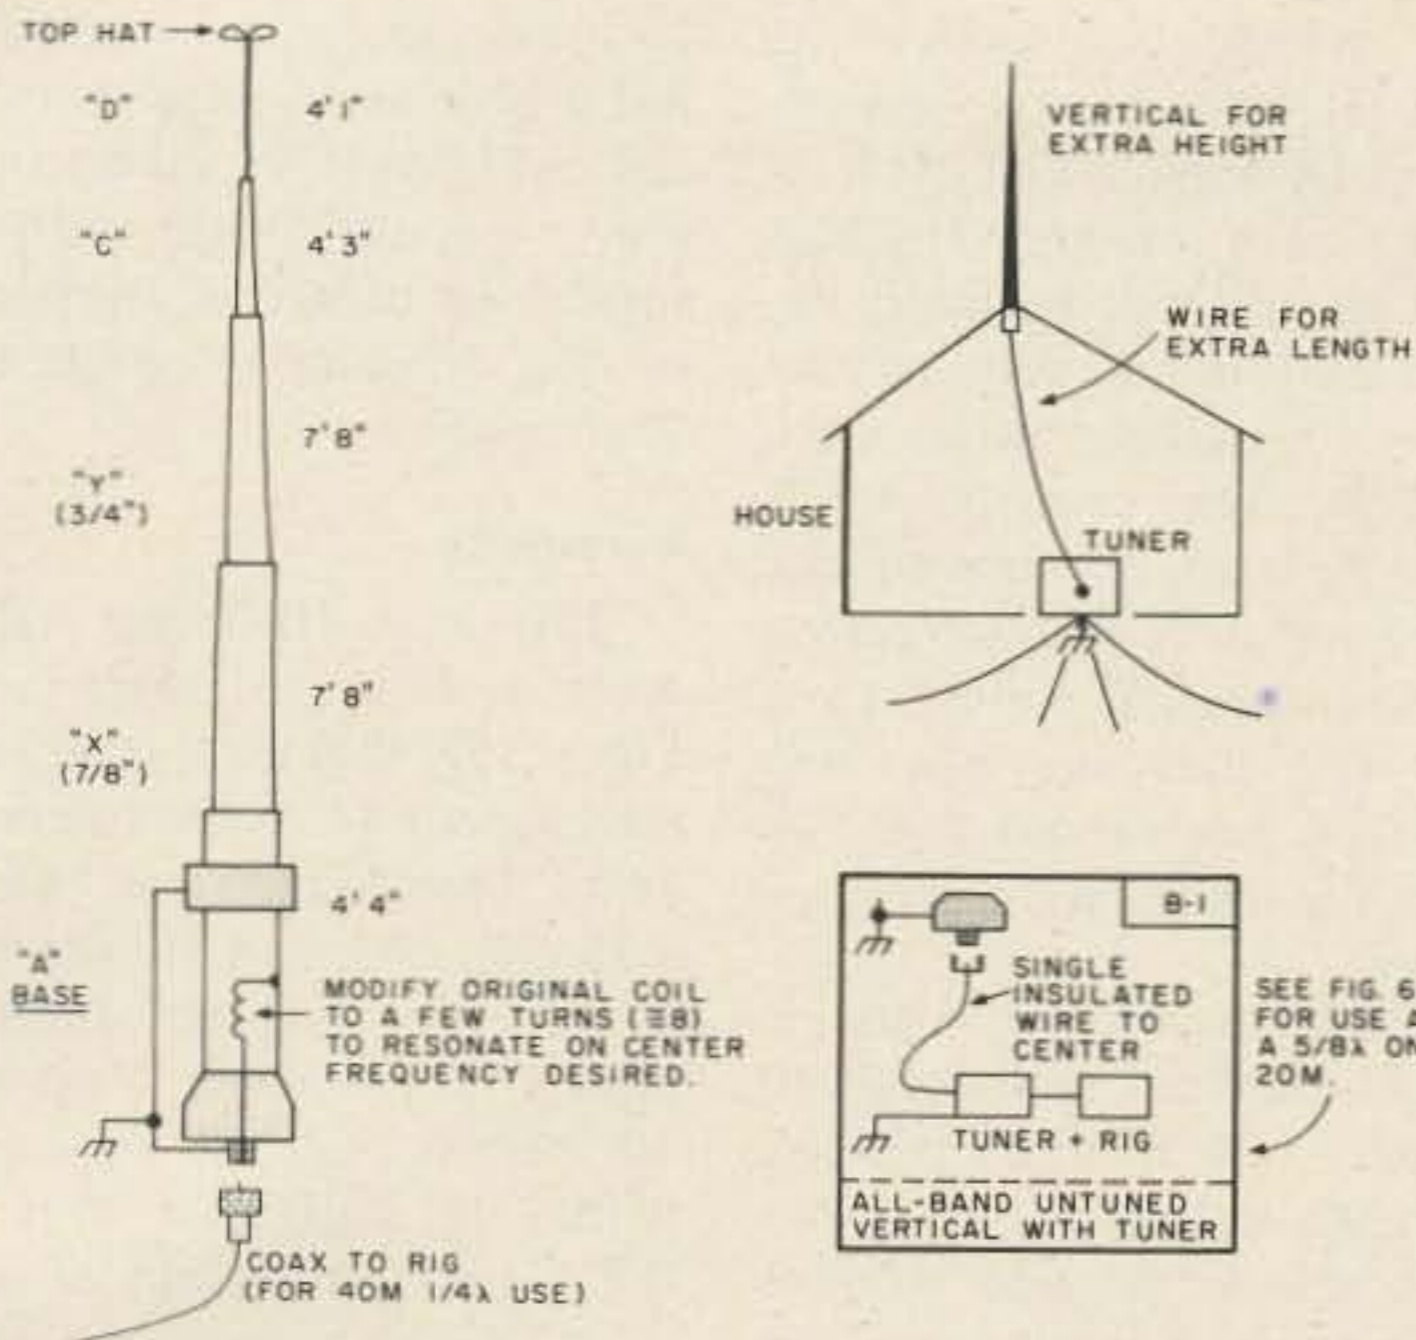 TOP HAT
"D"
4'1"
"C"
4'3"
7'8"
"Y"
(3/4")
7'8"
"X"
(7/8")
4'4"
"A"
BASE
MODIFY ORIGINAL COIL
TO A FEW TURNS (≡8)
TO RESONATE ON CENTER
FREQUENCY DESIRED.
COAX TO RIG
(FOR 40M 1/4λ USE)
VERTICAL FOR
EXTRA HEIGHT
WIRE FOR
EXTRA LENGTH
HOUSE
TUNER
B-1
SINGLE
INSULATED
WIRE TO
CENTER
TUNER + RIG
ALL-BAND UNTUNED
VERTICAL WITH TUNER
SEE FIG. 6
FOR USE A
A 5/8λ ON
20M.